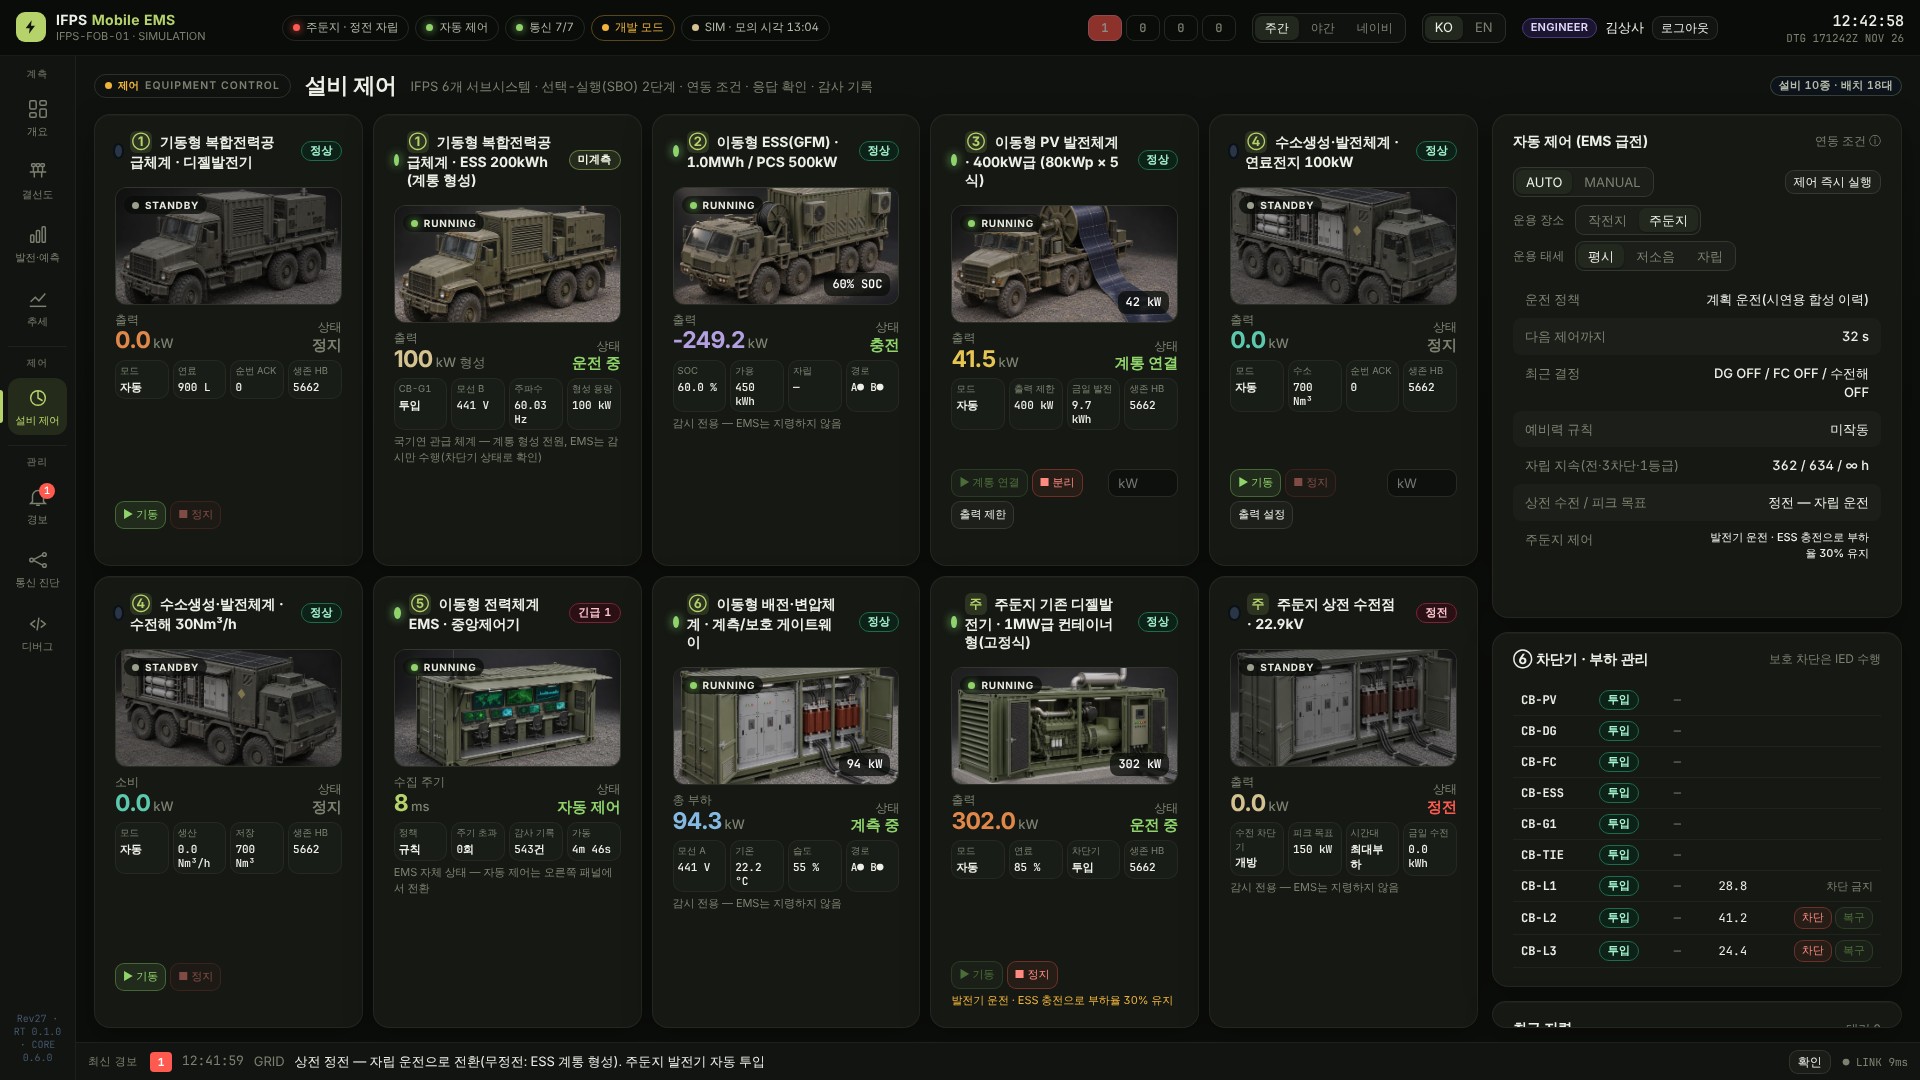 IFPS Mobile EMS
IFPS-FOB-01 · SIMULATION
주둔지 · 정전 자립
자동 제어
통신 7/7
개발 모드
SIM · 모의 시각 13:04
1
0
0
0
주간 야간 네이비
KO EN
ENGINEER 김상사 로그아웃
12:42:58
DTG 171242Z NOV 26
계측
개요
결선도
발전·예측
추세
제어
설비 제어
관리
1
경보
통신 진단
디버그
Rev27 ·
RT 0.1.0
· CORE
0.6.0
제어 EQUIPMENT CONTROL
설비 제어
IFPS 6개 서브시스템 · 선택-실행(SBO) 2단계 · 연동 조건 · 응답 확인 · 감사 기록
설비 10종 · 배치 18대
① 기동형 복합전력공
급체계 · 디젤발전기
정상
STANDBY
출력
0.0 kW
상태
정지
모드
자동
연료
900 L
순번 ACK
0
생존 HB
5662
▶ 기동
■ 정지
① 기동형 복합전력공
급체계 · ESS 200kWh
(계통 형성)
미계측
RUNNING
출력
100 kW 형성
상태
운전 중
CB-G1
투입
모선 B
441 V
주파수
60.03
Hz
형성 용량
100 kW
국기연 관급 체계 — 계통 형성 전원, EMS는 감
시만 수행(차단기 상태로 확인)
② 이동형 ESS(GFM) ·
1.0MWh / PCS 500kW
정상
RUNNING
60% SOC
출력
-249.2 kW
상태
충전
SOC
60.0 %
가용
450
kWh
자립
—
경로
A● B●
감시 전용 — EMS는 지령하지 않음
③ 이동형 PV 발전체계
· 400kW급 (80kWp × 5
식)
정상
RUNNING
42 kW
출력
41.5 kW
상태
계통 연결
모드
자동
출력 제한
400 kW
금일 발전
9.7
kWh
생존 HB
5662
▶ 계통 연결
■ 분리
kW
출력 제한
④ 수소생성·발전체계 ·
연료전지 100kW
정상
STANDBY
출력
0.0 kW
상태
정지
모드
자동
수소
700
Nm³
순번 ACK
0
생존 HB
5662
▶ 기동
■ 정지
kW
출력 설정
④ 수소생성·발전체계 ·
수전해 30Nm³/h
정상
STANDBY
소비
0.0 kW
상태
정지
모드
자동
생산
0.0
Nm³/h
저장
700
Nm³
생존 HB
5662
▶ 기동
■ 정지
⑤ 이동형 전력체계
EMS · 중앙제어기
긴급 1
RUNNING
수집 주기
8 ms
상태
자동 제어
정책
규칙
주기 초과
0회
감사 기록
543건
가동
4m 46s
EMS 자체 상태 — 자동 제어는 오른쪽 패널에
서 전환
⑥ 이동형 배전·변압체
계 · 계측/보호 게이트웨
이
정상
RUNNING
94 kW
총 부하
94.3 kW
상태
계측 중
모선 A
441 V
기온
22.2
°C
습도
55 %
경로
A● B●
감시 전용 — EMS는 지령하지 않음
주 주둔지 기존 디젤발
전기 · 1MW급 컨테이너
형(고정식)
정상
RUNNING
302 kW
출력
302.0 kW
상태
운전 중
모드
자동
연료
85 %
차단기
투입
생존 HB
5662
▶ 기동
■ 정지
발전기 운전 · ESS 충전으로 부하율 30% 유지
주 주둔지 상전 수전점
· 22.9kV
정전
STANDBY
출력
0.0 kW
상태
정전
수전 차단
기
개방
피크 목표
150 kW
시간대
최대부
하
금일 수전
0.0
kWh
감시 전용 — EMS는 지령하지 않음
자동 제어 (EMS 급전)
연동 조건 ⓘ
AUTO MANUAL
제어 즉시 실행
운용 장소 작전지 주둔지
운용 태세 평시 저소음 자립
운전 정책 계획 운전(시연용 합성 이력)
다음 제어까지 32 s
최근 결정 DG OFF / FC OFF / 수전해
OFF
예비력 규칙 미작동
자립 지속(전·3차단·1등급) 362 / 634 / ∞ h
상전 수전 / 피크 목표 정전 — 자립 운전
주둔지 제어 발전기 운전 · ESS 충전으로 부하
율 30% 유지
⑥ 차단기 · 부하 관리
보호 차단은 IED 수행
CB-PV 투입 —
CB-DG 투입 —
CB-FC 투입 —
CB-ESS 투입 —
CB-G1 투입 —
CB-TIE 투입 —
CB-L1 투입 — 28.8 차단 금지
CB-L2 투입 — 41.2 차단 복구
CB-L3 투입 — 24.4 차단 복구
최신 경보 1 12:41:59 GRID 상전 정전 — 자립 운전으로 전환(무정전: ESS 계통 형성). 주둔지 발전기 자동 투입
확인
LINK 9ms